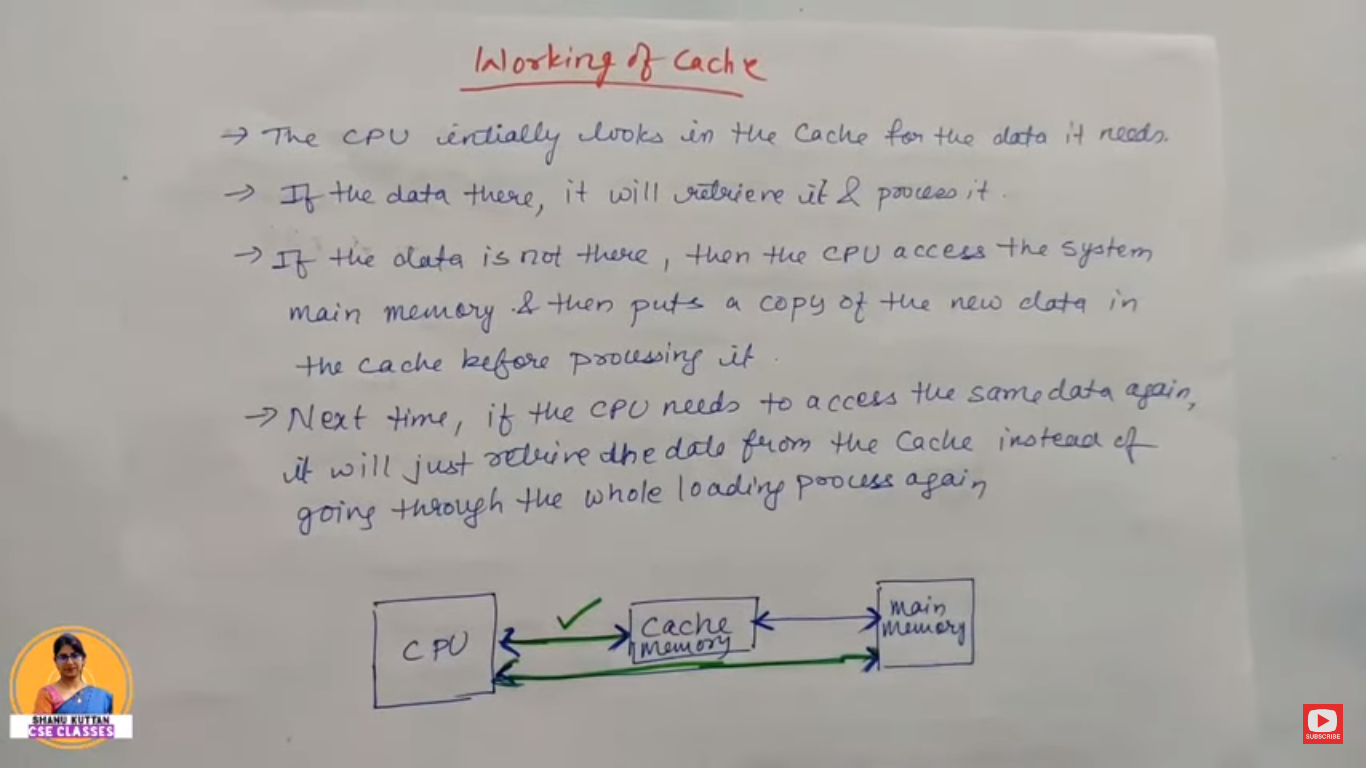 Working of Cache
→ The CPU intially looks in the Cache for the data it needs.
→ If the data there, it will retrieve it & process it.
→ If the data is not there, then the CPU access the system
main memory & then puts a copy of the new data in
the cache before processing it.
→ Next time, if the CPU needs to access the same data again,
it will just retrive the data from the Cache instead of
going through the whole loading process again
CPU
Cache
memory
main
memory
SHANU KUTTAN
CSE CLASSES
SUBSCRIBE